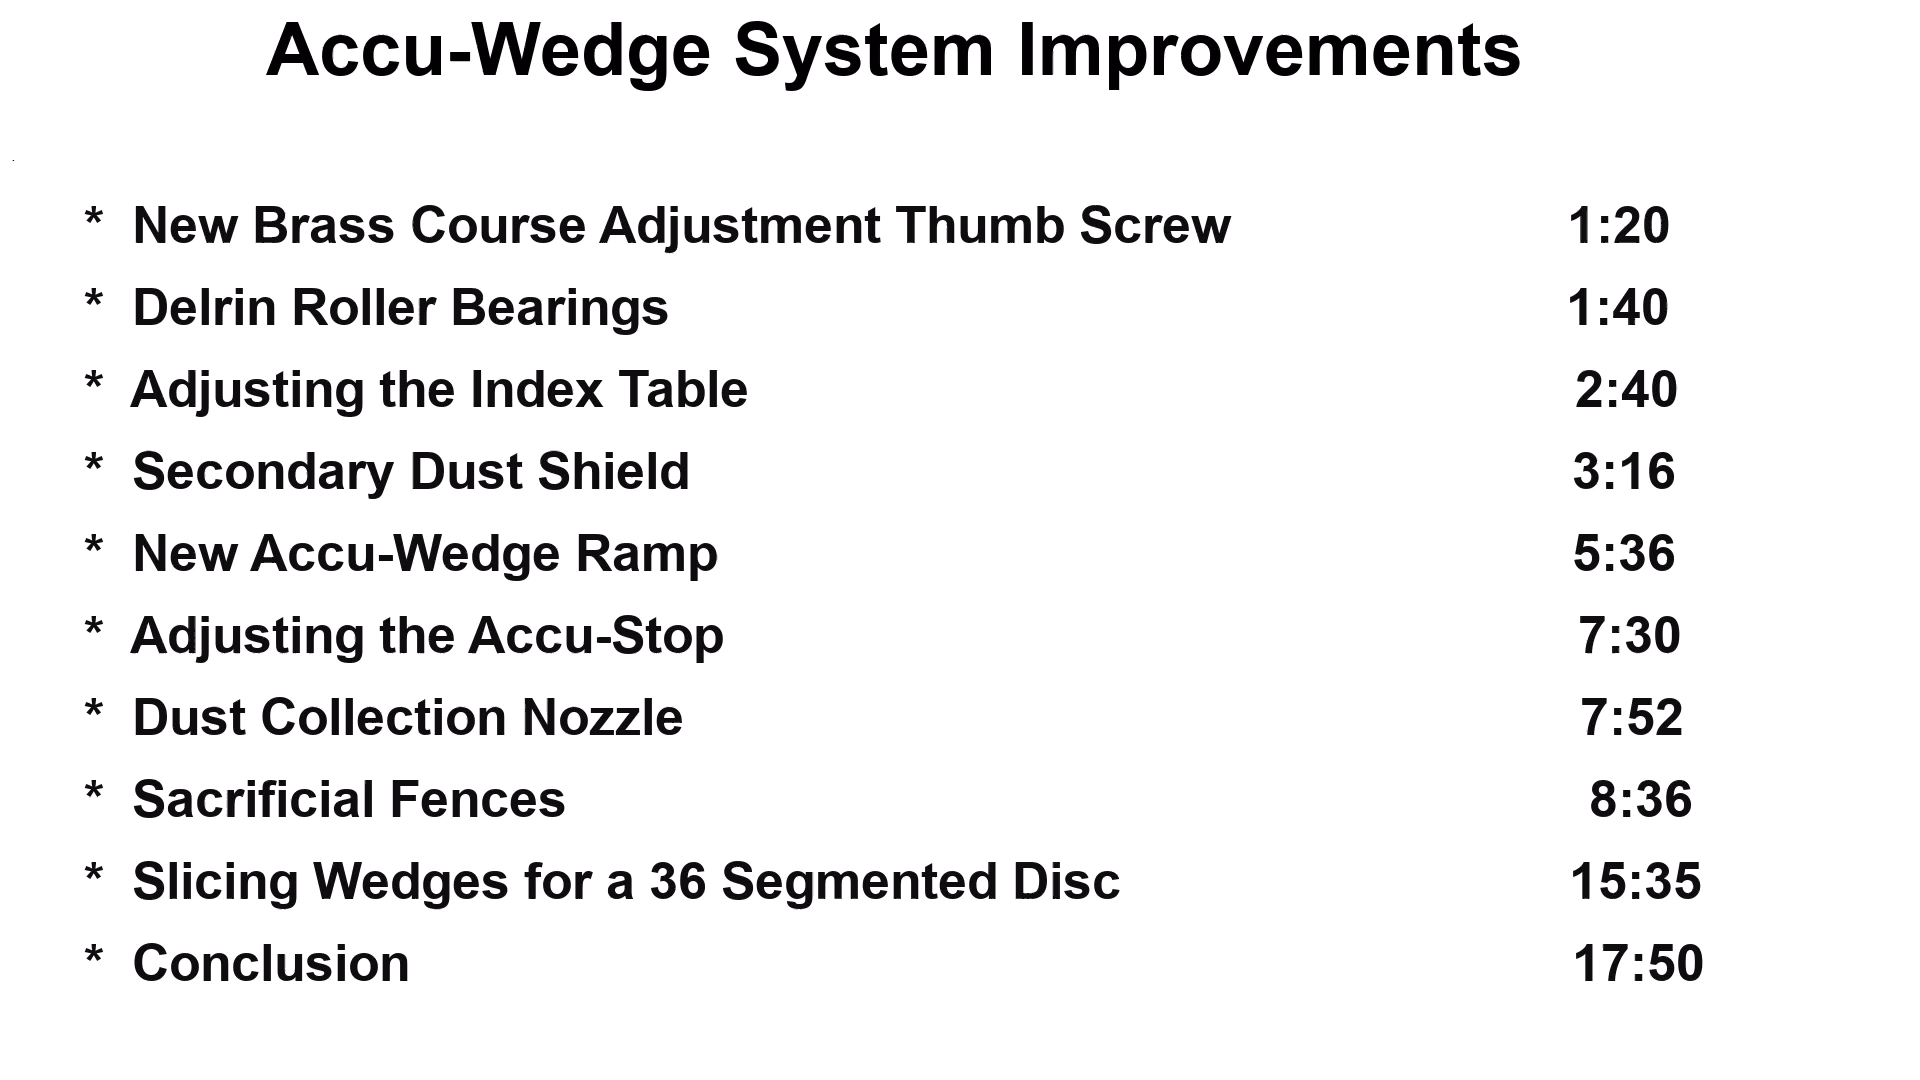 Accu-Wedge System Improvements
* New Brass Course Adjustment Thumb Screw 1:20
* Delrin Roller Bearings 1:40
* Adjusting the Index Table 2:40
* Secondary Dust Shield 3:16
* New Accu-Wedge Ramp 5:36
* Adjusting the Accu-Stop 7:30
* Dust Collection Nozzle 7:52
* Sacrificial Fences 8:36
* Slicing Wedges for a 36 Segmented Disc 15:35
* Conclusion 17:50